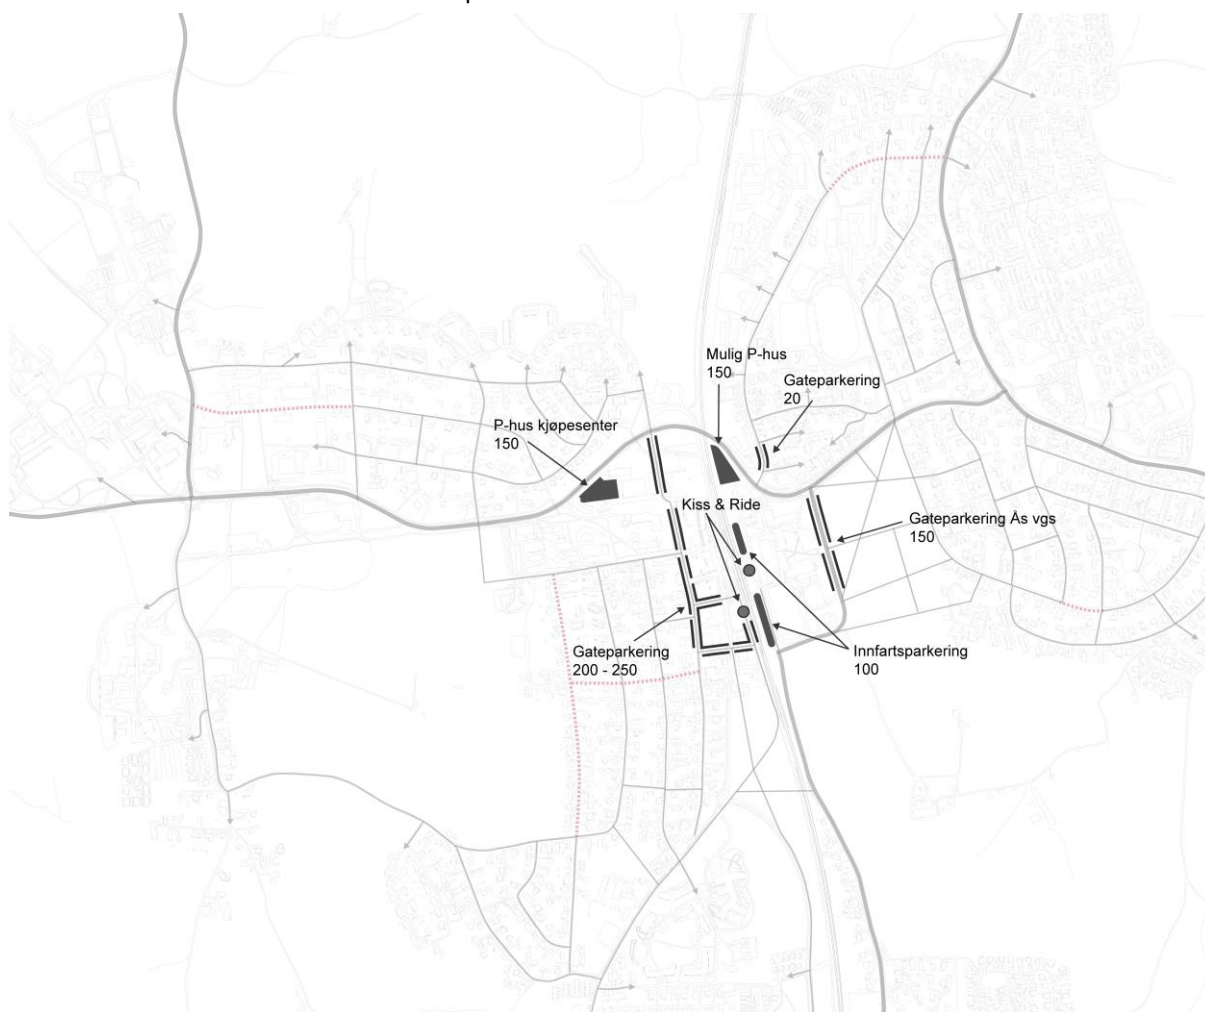 Mulig P-hus
150
Gateparkering
20
P-hus kjøpesenter
150
Kiss & Ride
Gateparkering Ås vgs
150
Gateparkering
200 - 250
Innfartsparkering
100